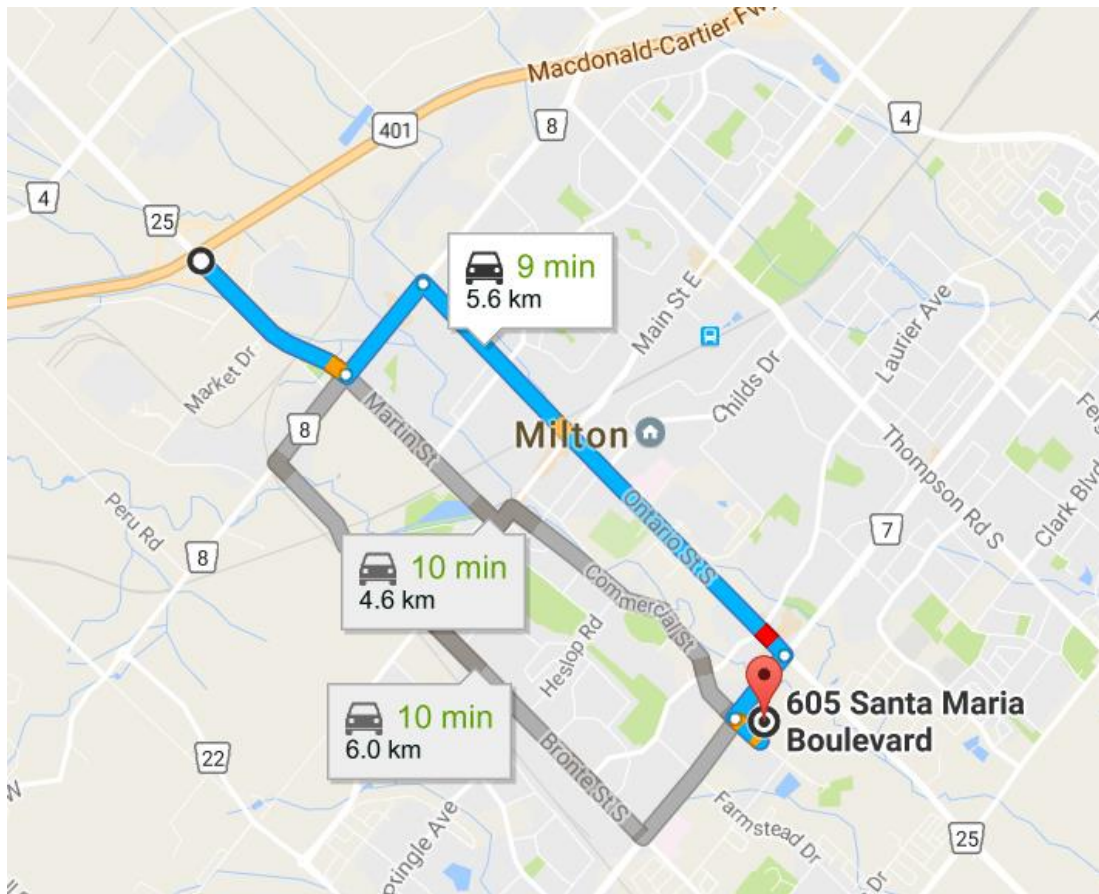 Macdonald-Cartier Fwy
401
8
4
4
25
9 min
5.6 km
Main St E
Laurier Ave
Market Dr
Childs Dr
8
Martin St
Milton
Thompson Rd S
Clark Blvd
Ontario St S
Peru Rd
7
8
10 min
4.6 km
Commercial St
Heslop Rd
605 Santa Maria
Boulevard
10 min
6.0 km
Bronte St S
22
Farmstead Dr
25